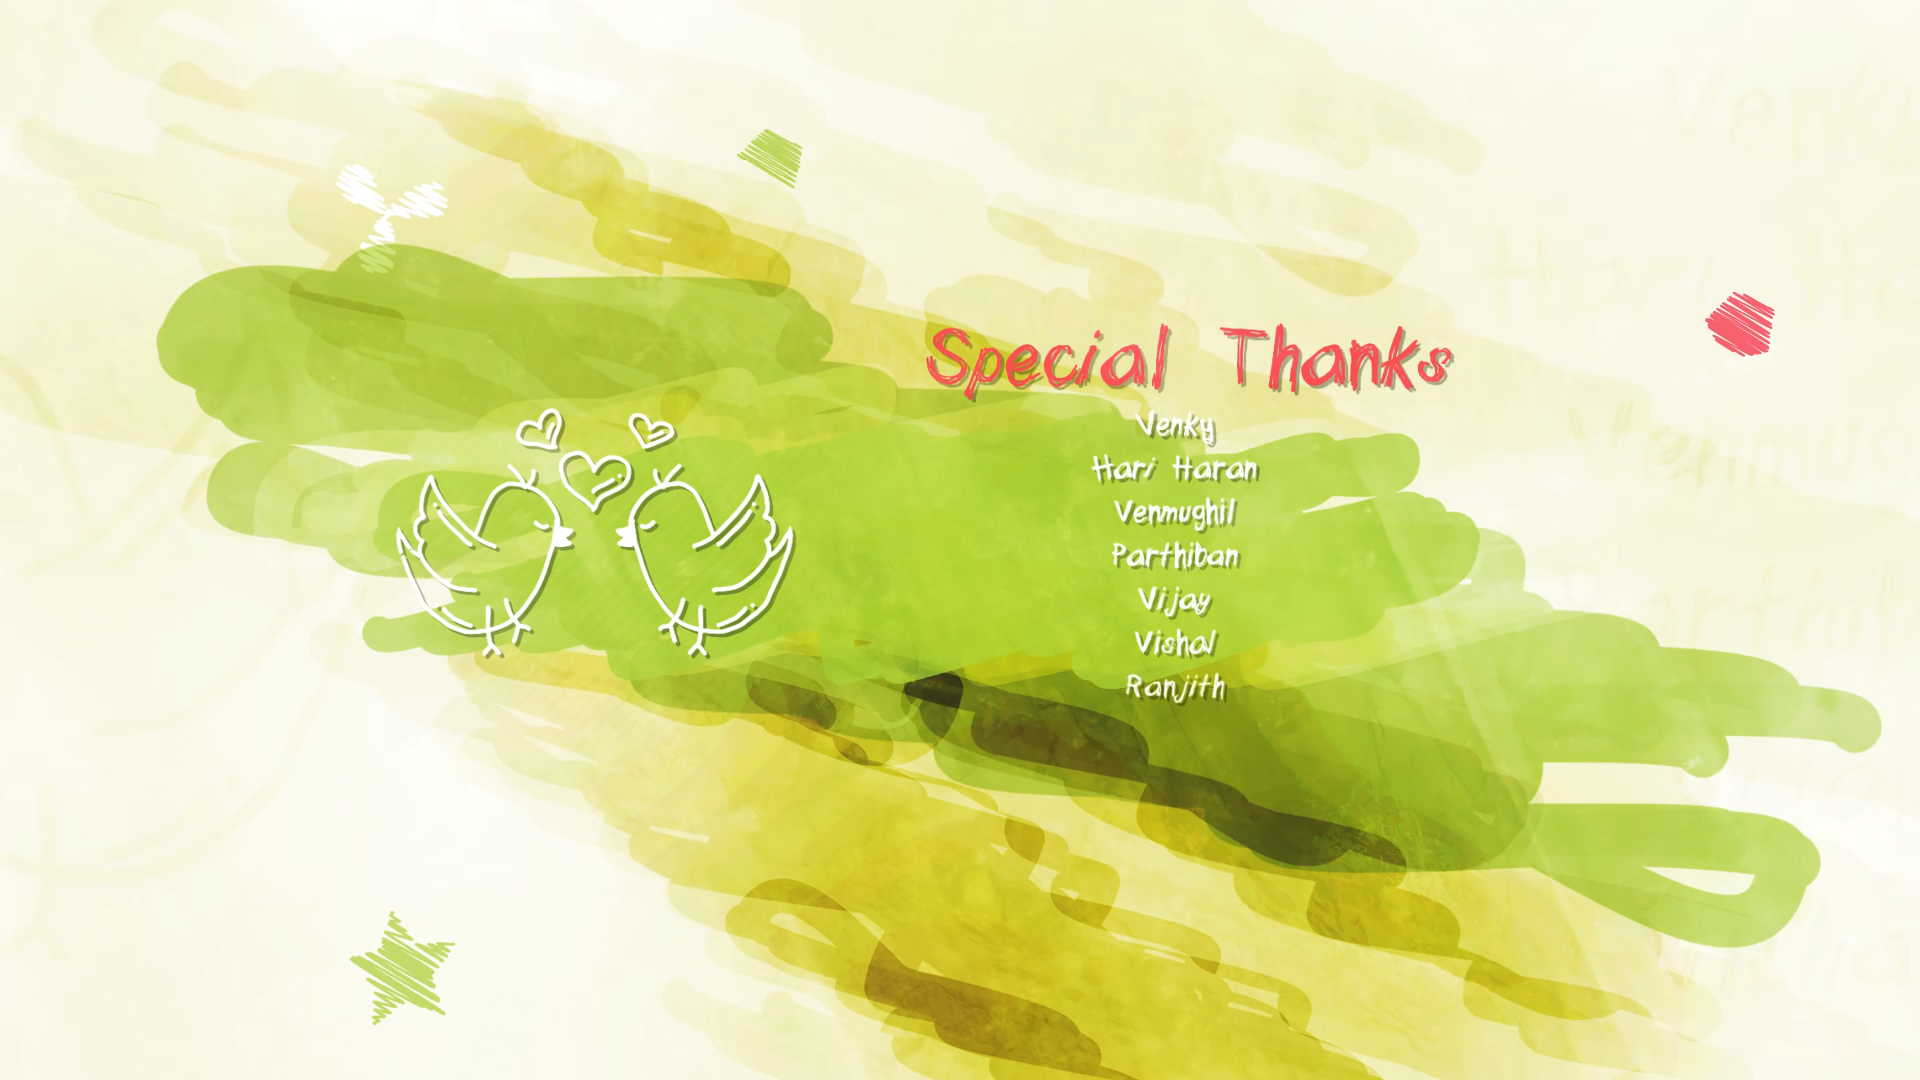 Special Thanks
Venky
Hari Haran
Venmughil
Parthiban
Vijay
Vishal
Ranjith